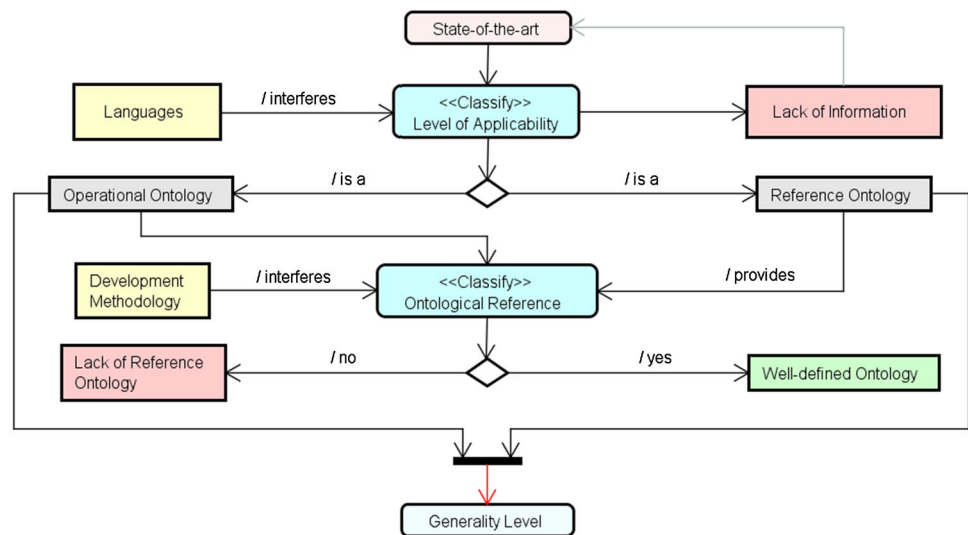 State-of-the-art
Languages
/ interferes
<<Classify>>
Level of Applicability
Lack of Information
/ is a
/ is a
Operational Ontology
Reference Ontology
Development
Methodology
/ interferes
<<Classify>>
Ontological Reference
/ provides
Lack of Reference
Ontology
/ no
/ yes
Well-defined Ontology
Generality Level